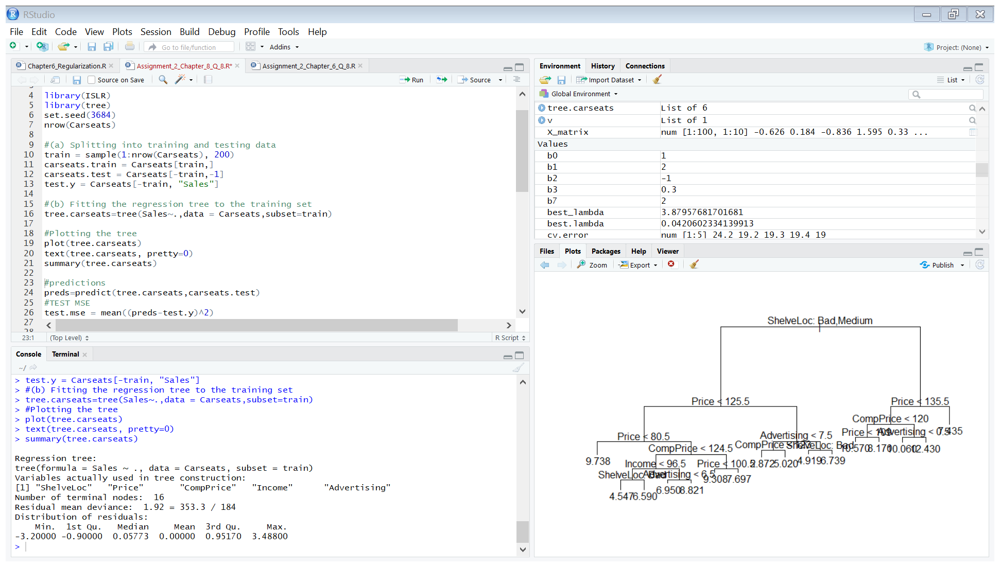 RStudio
File Edit Code View Plots Session Build Debug Profile Tools Help
Go to file/function Addins Project: (None)
Chapter6_Regularization.R Assignment_2_Chapter_8_Q_8.R* Assignment_2_Chapter_6_Q_8.R
Source on Save Run Source
4 library(ISLR)
5 library(tree)
6 set.seed(3684)
7 nrow(Carseats)
8
9 #(a) Splitting into training and testing data
10 train = sample(1:nrow(Carseats), 200)
11 carseats.train = Carseats[train,]
12 carseats.test = Carseats[-train,-1]
13 test.y = Carseats[-train, "Sales"]
14
15 #(b) Fitting the regression tree to the training set
16 tree.carseats=tree(Sales~.,data = Carseats,subset=train)
17
18 #Plotting the tree
19 plot(tree.carseats)
20 text(tree.carseats, pretty=0)
21 summary(tree.carseats)
22
23 #predictions
24 preds=predict(tree.carseats,carseats.test)
25 #TEST MSE
26 test.mse = mean((preds-test.y)^2)
27
23:1 (Top Level) R Script
Console Terminal
~/
> test.y = Carseats[-train, "Sales"]
> #(b) Fitting the regression tree to the training set
> tree.carseats=tree(Sales~.,data = Carseats,subset=train)
> #Plotting the tree
> plot(tree.carseats)
> text(tree.carseats, pretty=0)
> summary(tree.carseats)
Regression tree:
tree(formula = Sales ~ ., data = Carseats, subset = train)
Variables actually used in tree construction:
[1] "ShelveLoc" "Price" "CompPrice" "Income" "Advertising"
Number of terminal nodes: 16
Residual mean deviance: 1.92 = 353.3 / 184
Distribution of residuals:
Min. 1st Qu. Median Mean 3rd Qu. Max.
-3.20000 -0.90000 0.05773 0.00000 0.95170 3.48800
>
Environment History Connections
Import Dataset List
Global Environment
tree.carseats List of 6
v List of 1
X_matrix num [1:100, 1:10] -0.626 0.184 -0.836 1.595 0.33 ...
Values
b0 1
b1 2
b2 -1
b3 0.3
b7 2
best_lambda 3.87957681701681
best.lambda 0.0420602334139913
cv.error num [1:5] 24.2 19.2 19.3 19.4 19
Files Plots Packages Help Viewer
Zoom Export Publish
ShelveLoc: Bad,Medium
Price < 125.5 Price < 135.5
CompPrice < 120
Price < 80.5 Advertising < 7.5 Price < 109 Advertising < 0.5 7.435
CompPrice < 124.5 CompPrice < 123 ShelveLoc: Bad 10.570 8.170 10.060 12.430
9.738 Income < 96.5 Price < 100.5 2.872 5.020 4.919 6.739
ShelveLoc: Bad Advertising < 6.5 9.308 7.697
4.547 6.590 6.950 8.821